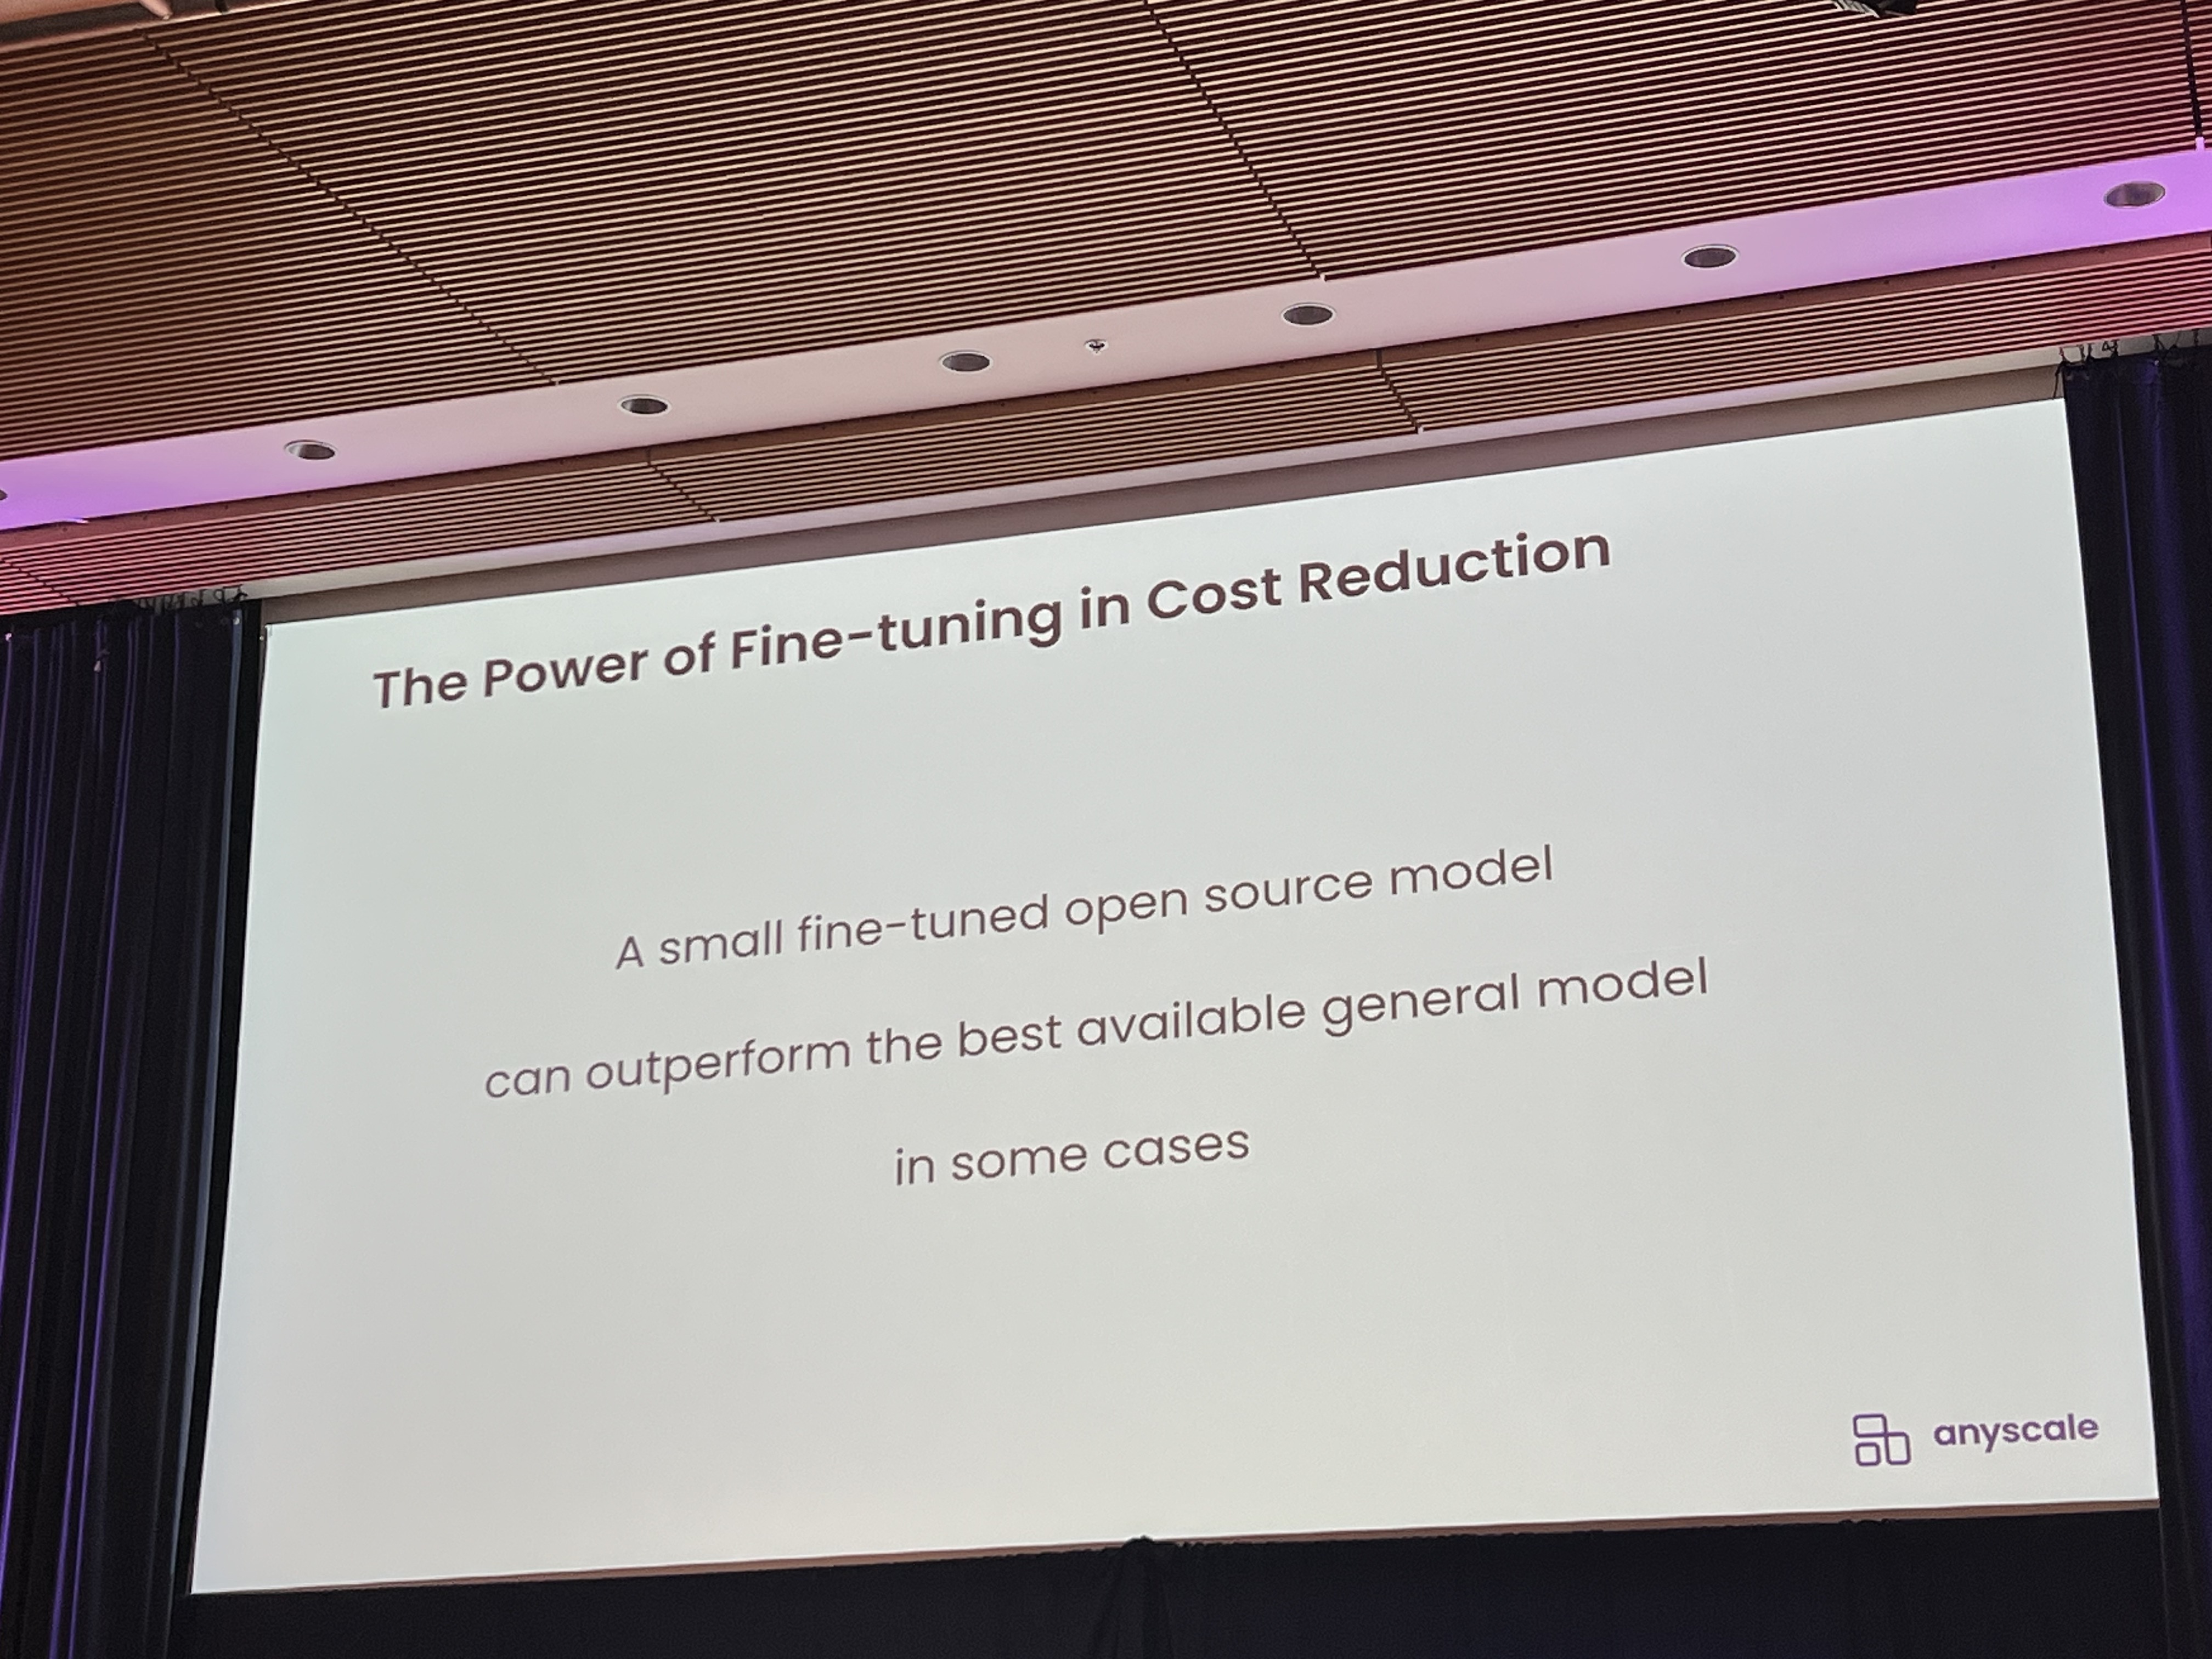 The Power of Fine-tuning in Cost Reduction
A small fine-tuned open source model
can outperform the best available general model
in some cases
anyscale